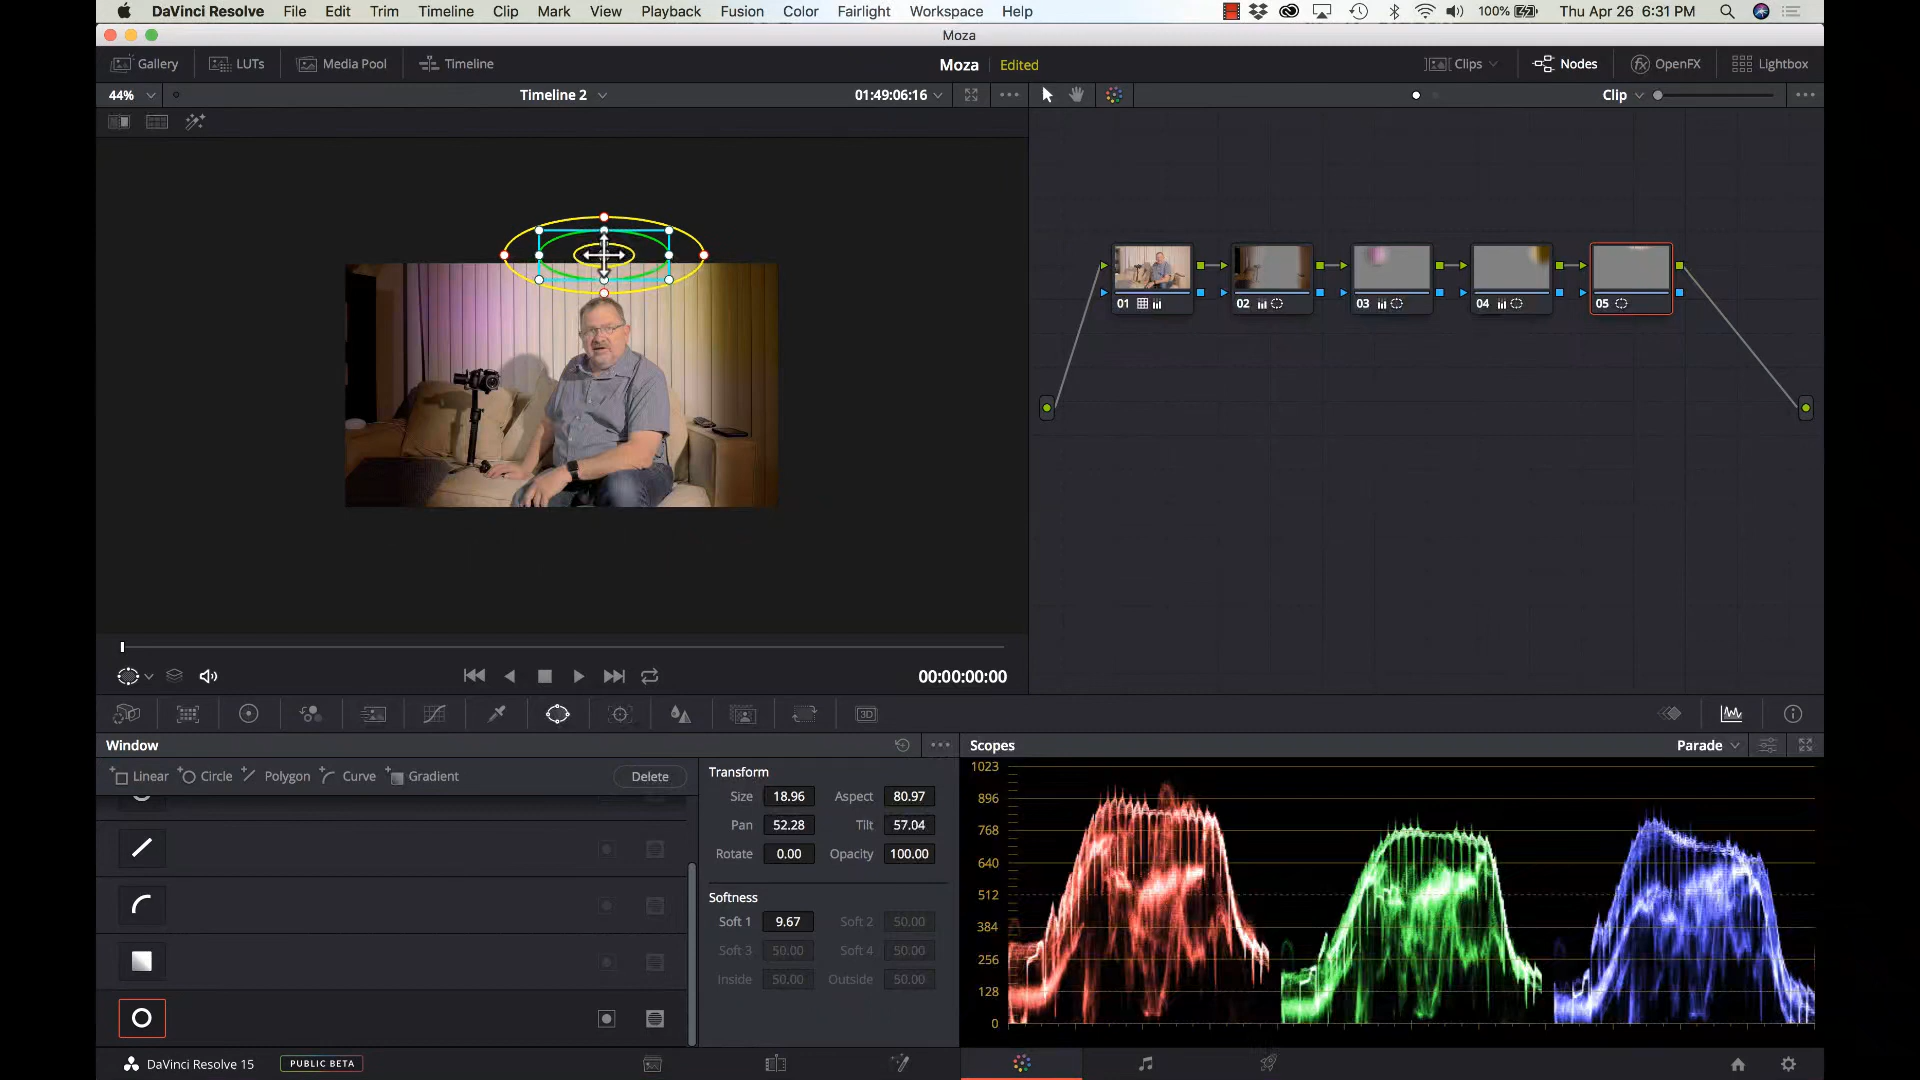 DaVinci Resolve File Edit Trim Timeline Clip Mark View Playback Fusion Color Fairlight Workspace Help 100% Thu Apr 26 6:31 PM
Moza
Gallery LUTs Media Pool Timeline Moza Edited Clips Nodes OpenFX Lightbox
44% Timeline 2 01:49:06:16 Clip
01 02 03 04 05
00:00:00:00
3D
Window Scopes Parade
Linear Circle Polygon Curve Gradient Delete
Transform
Size 18.96 Aspect 80.97
Pan 52.28 Tilt 57.04
Rotate 0.00 Opacity 100.00
Softness
Soft 1 9.67 Soft 2 50.00
Soft 3 50.00 Soft 4 50.00
Inside 50.00 Outside 50.00
1023
896
768
640
512
384
256
128
0
DaVinci Resolve 15 PUBLIC BETA